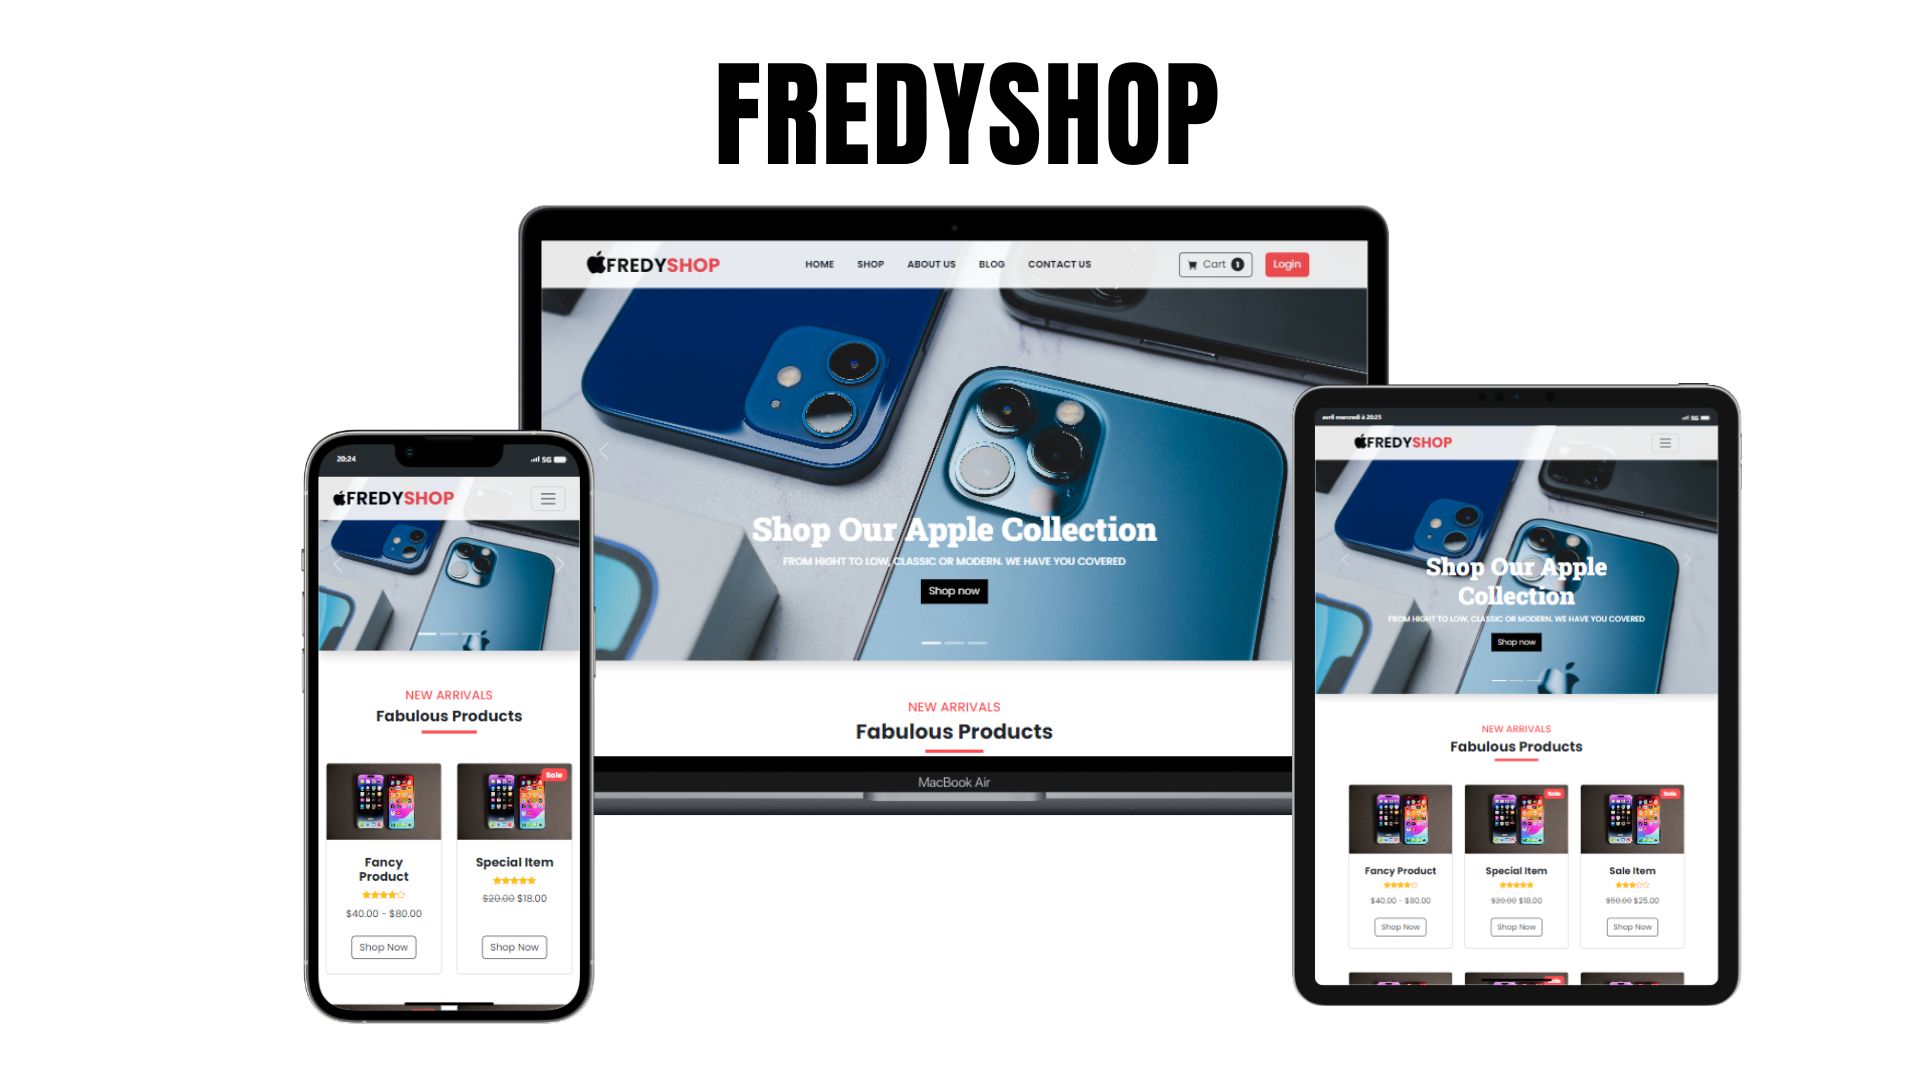 FREDYSHOP
FREDYSHOP
HOME SHOP ABOUT US BLOG CONTACT US
Cart 1
Login
Shop Our Apple Collection
FROM HIGHT TO LOW, CLASSIC OR MODERN. WE HAVE YOU COVERED
Shop now
NEW ARRIVALS
Fabulous Products
MacBook Air
20:24
5G
FREDYSHOP
NEW ARRIVALS
Fabulous Products
Sale
Fancy
Product
$40.00 - $80.00
Shop Now
Special Item
$20.00 $18.00
Shop Now
avril mercredi à 20:25
5G
FREDYSHOP
Shop Our Apple
Collection
FROM HIGHT TO LOW, CLASSIC OR MODERN. WE HAVE YOU COVERED
Shop now
NEW ARRIVALS
Fabulous Products
Sale
Sale
Fancy Product
$40.00 - $80.00
Shop Now
Special Item
$20.00 $18.00
Shop Now
Sale Item
$50.00 $25.00
Shop Now
Sale